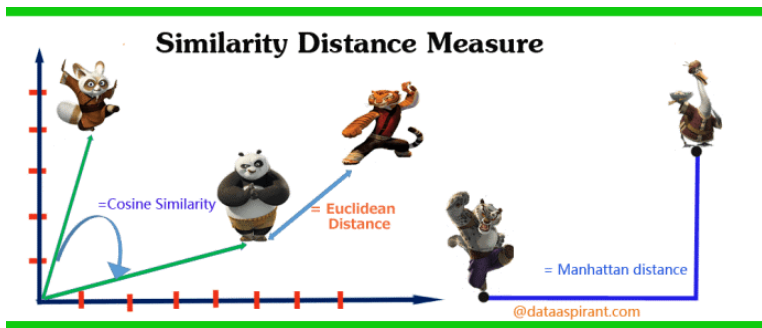 Similarity Distance Measure
=Cosine Similarity
= Euclidean
Distance
= Manhattan distance
@dataaspirant.com